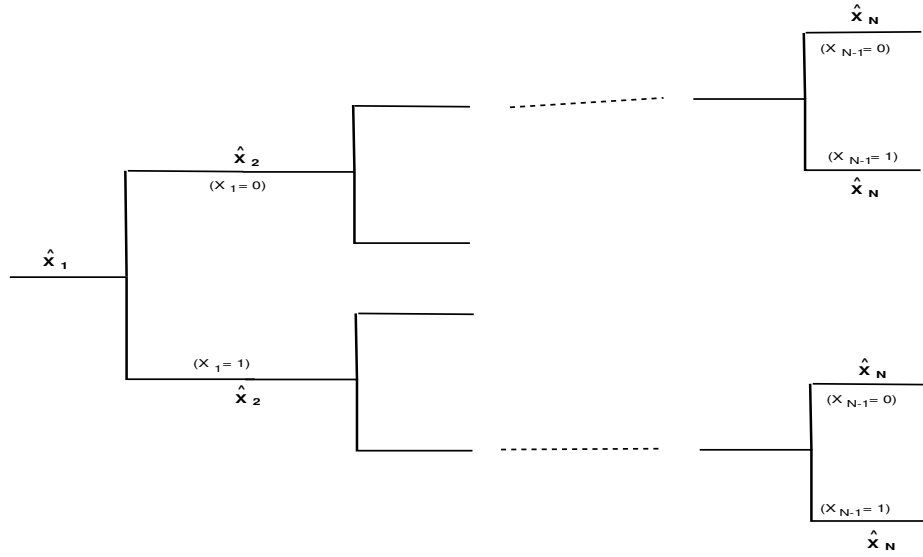 x̂ N
(X N-1 = 0)
(X N-1 = 1)
x̂ N
x̂ 2
(X 1 = 0)
x̂ 1
(X 1 = 1)
x̂ 2
x̂ N
(X N-1 = 0)
(X N-1 = 1)
x̂ N